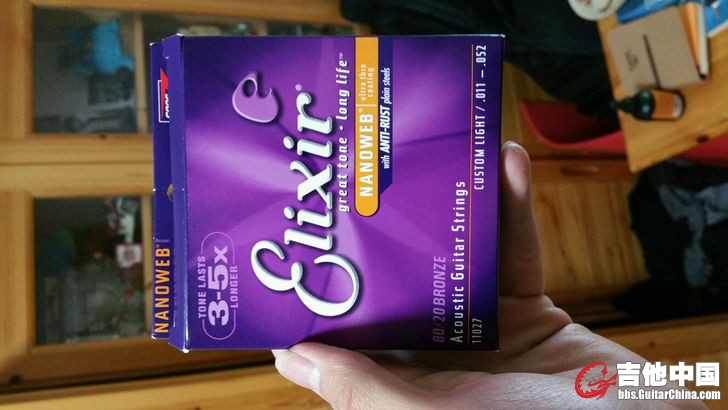 TONE LASTS
3-5x
LONGER
Elixir®
great tone · long life™
NANOWEB®
ultra thin
coating
with ANTI-RUST plain steels
80/20 BRONZE
Acoustic Guitar Strings
11027
CUSTOM LIGHT / .011 – .052
NANOWEB®
吉他中国
bbs.GuitarChina.com